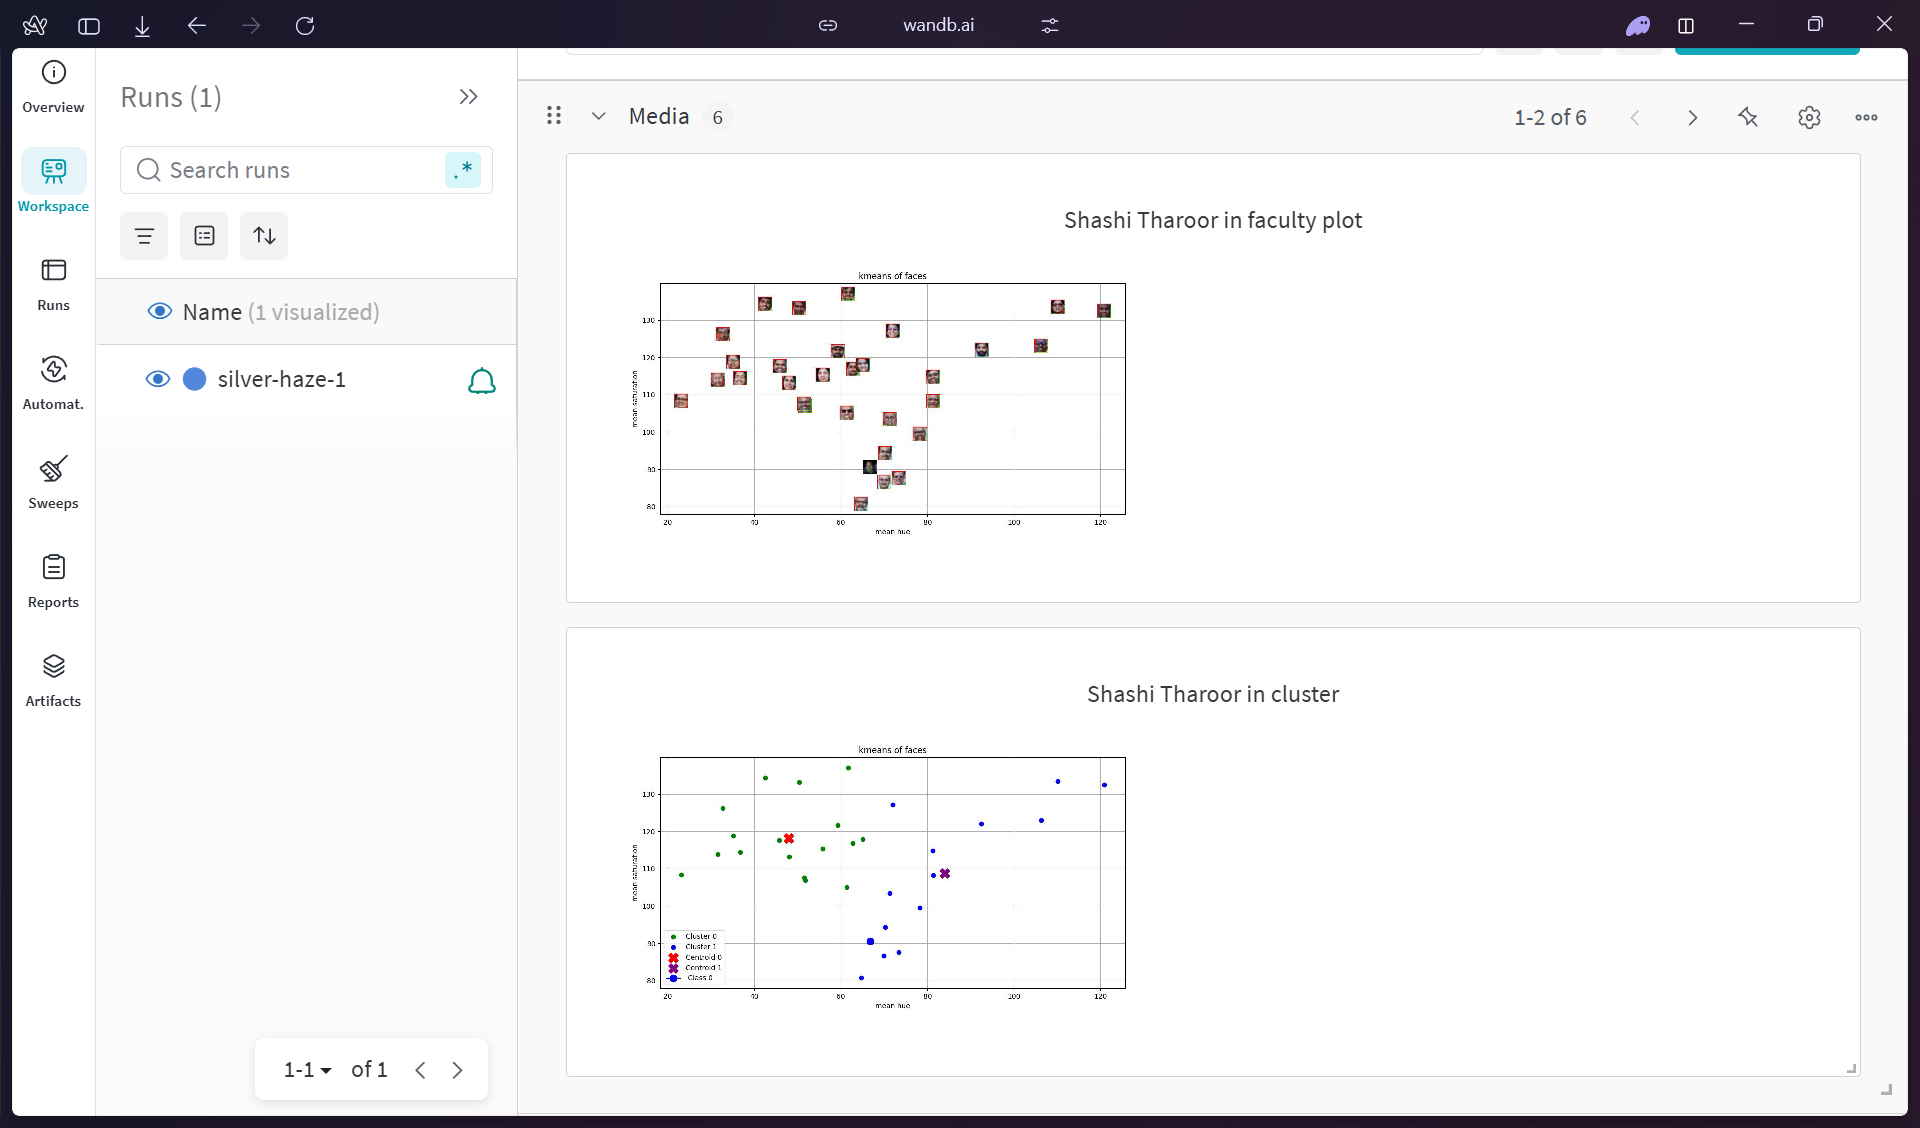 wandb.ai
Overview
Workspace
Runs
Automat.
Sweeps
Reports
Artifacts
Runs (1)
Search runs
.*
Name (1 visualized)
silver-haze-1
1-1 of 1
Media 6
1-2 of 6
Shashi Tharoor in faculty plot
kmeans of faces
mean saturation
130
120
110
100
90
80
20 40 60 80 100 120
mean hue
Shashi Tharoor in cluster
kmeans of faces
mean saturation
130
120
110
100
90
80
Cluster 0
Cluster 1
Centroid 0
Centroid 1
Class 0
20 40 60 80 100 120
mean hue